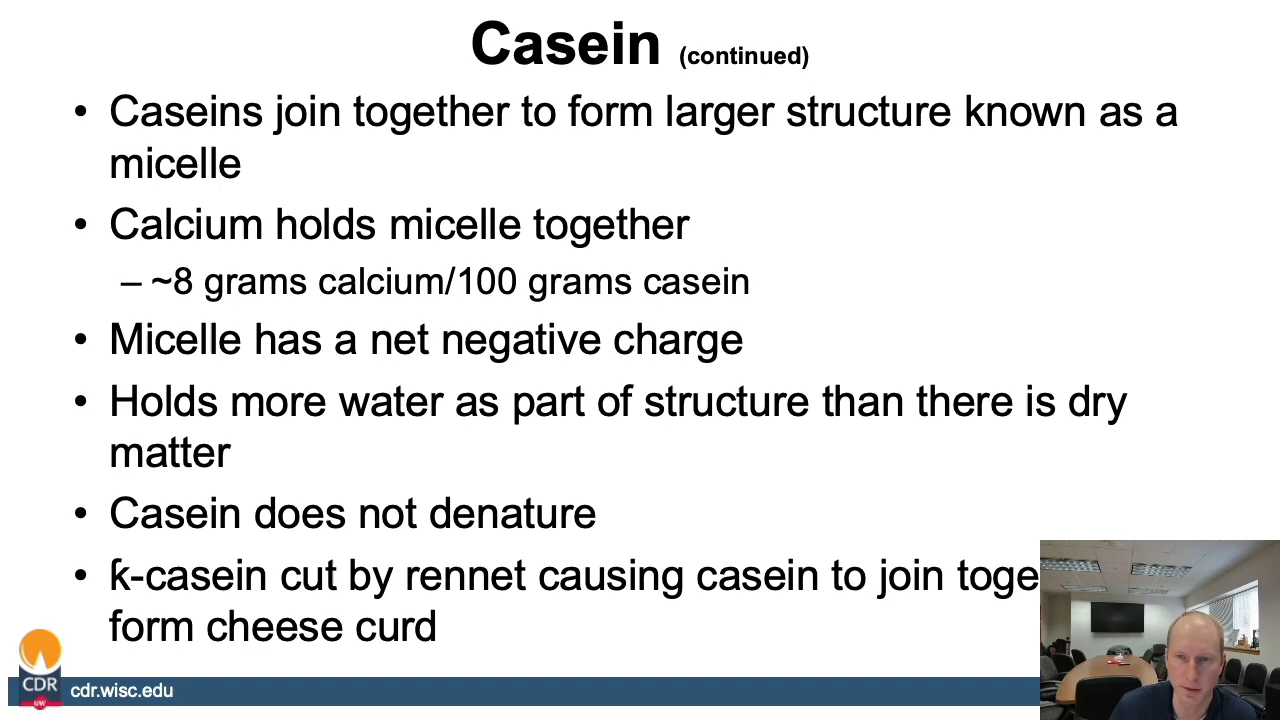 Casein (continued)
• Caseins join together to form larger structure known as a
micelle
• Calcium holds micelle together
– ~8 grams calcium/100 grams casein
• Micelle has a net negative charge
• Holds more water as part of structure than there is dry
matter
• Casein does not denature
• ƙ-casein cut by rennet causing casein to join toge
form cheese curd
CDR
UW
cdr.wisc.edu